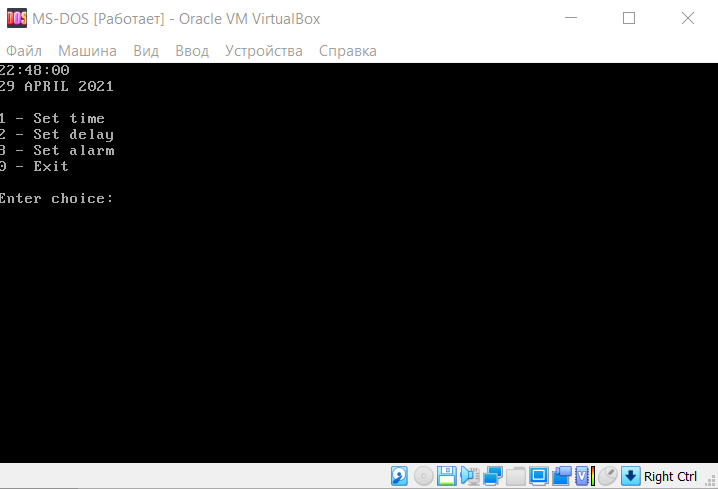 DOS MS-DOS [Работает] - Oracle VM VirtualBox
Файл Машина Вид Ввод Устройства Справка
22:48:00
29 APRIL 2021
1 - Set time
2 - Set delay
3 - Set alarm
0 - Exit
Enter choice:
Right Ctrl